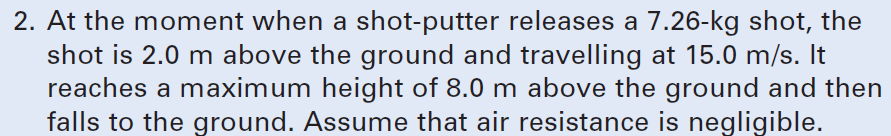 2. At the moment when a shot-putter releases a 7.26-kg shot, the
shot is 2.0 m above the ground and travelling at 15.0 m/s. It
reaches a maximum height of 8.0 m above the ground and then
falls to the ground. Assume that air resistance is negligible.